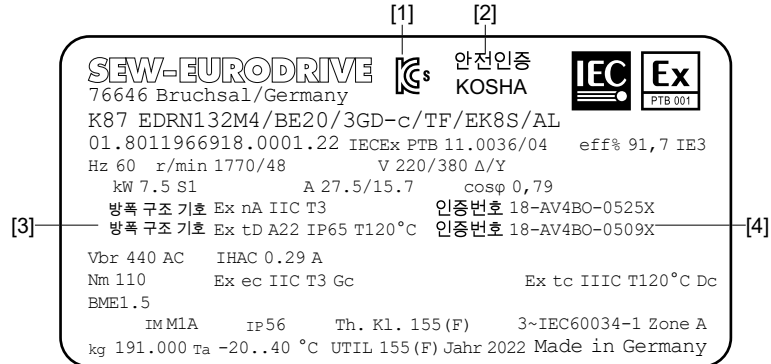 [1] [2]
SEW-EURODRIVE KCs 안전인증 IEC Ex
76646 Bruchsal/Germany KOSHA PTB 001
K87 EDRN132M4/BE20/3GD-c/TF/EK8S/AL
01.8011966918.0001.22 IECEx PTB 11.0036/04 eff% 91,7 IE3
Hz 60 r/min 1770/48 V 220/380 Δ/Y
kW 7.5 S1 A 27.5/15.7 cosφ 0,79
방폭 구조 기호 Ex nA IIC T3 인증번호 18-AV4BO-0525X
[3] 방폭 구조 기호 Ex tD A22 IP65 T120°C 인증번호 18-AV4BO-0509X [4]
Vbr 440 AC IHAC 0.29 A
Nm 110 Ex ec IIC T3 Gc Ex tc IIIC T120°C Dc
BME1.5
IM M1A IP 56 Th. Kl. 155(F) 3~IEC60034-1 Zone A
kg 191.000 Ta -20..40 °C UTIL 155(F) Jahr 2022 Made in Germany